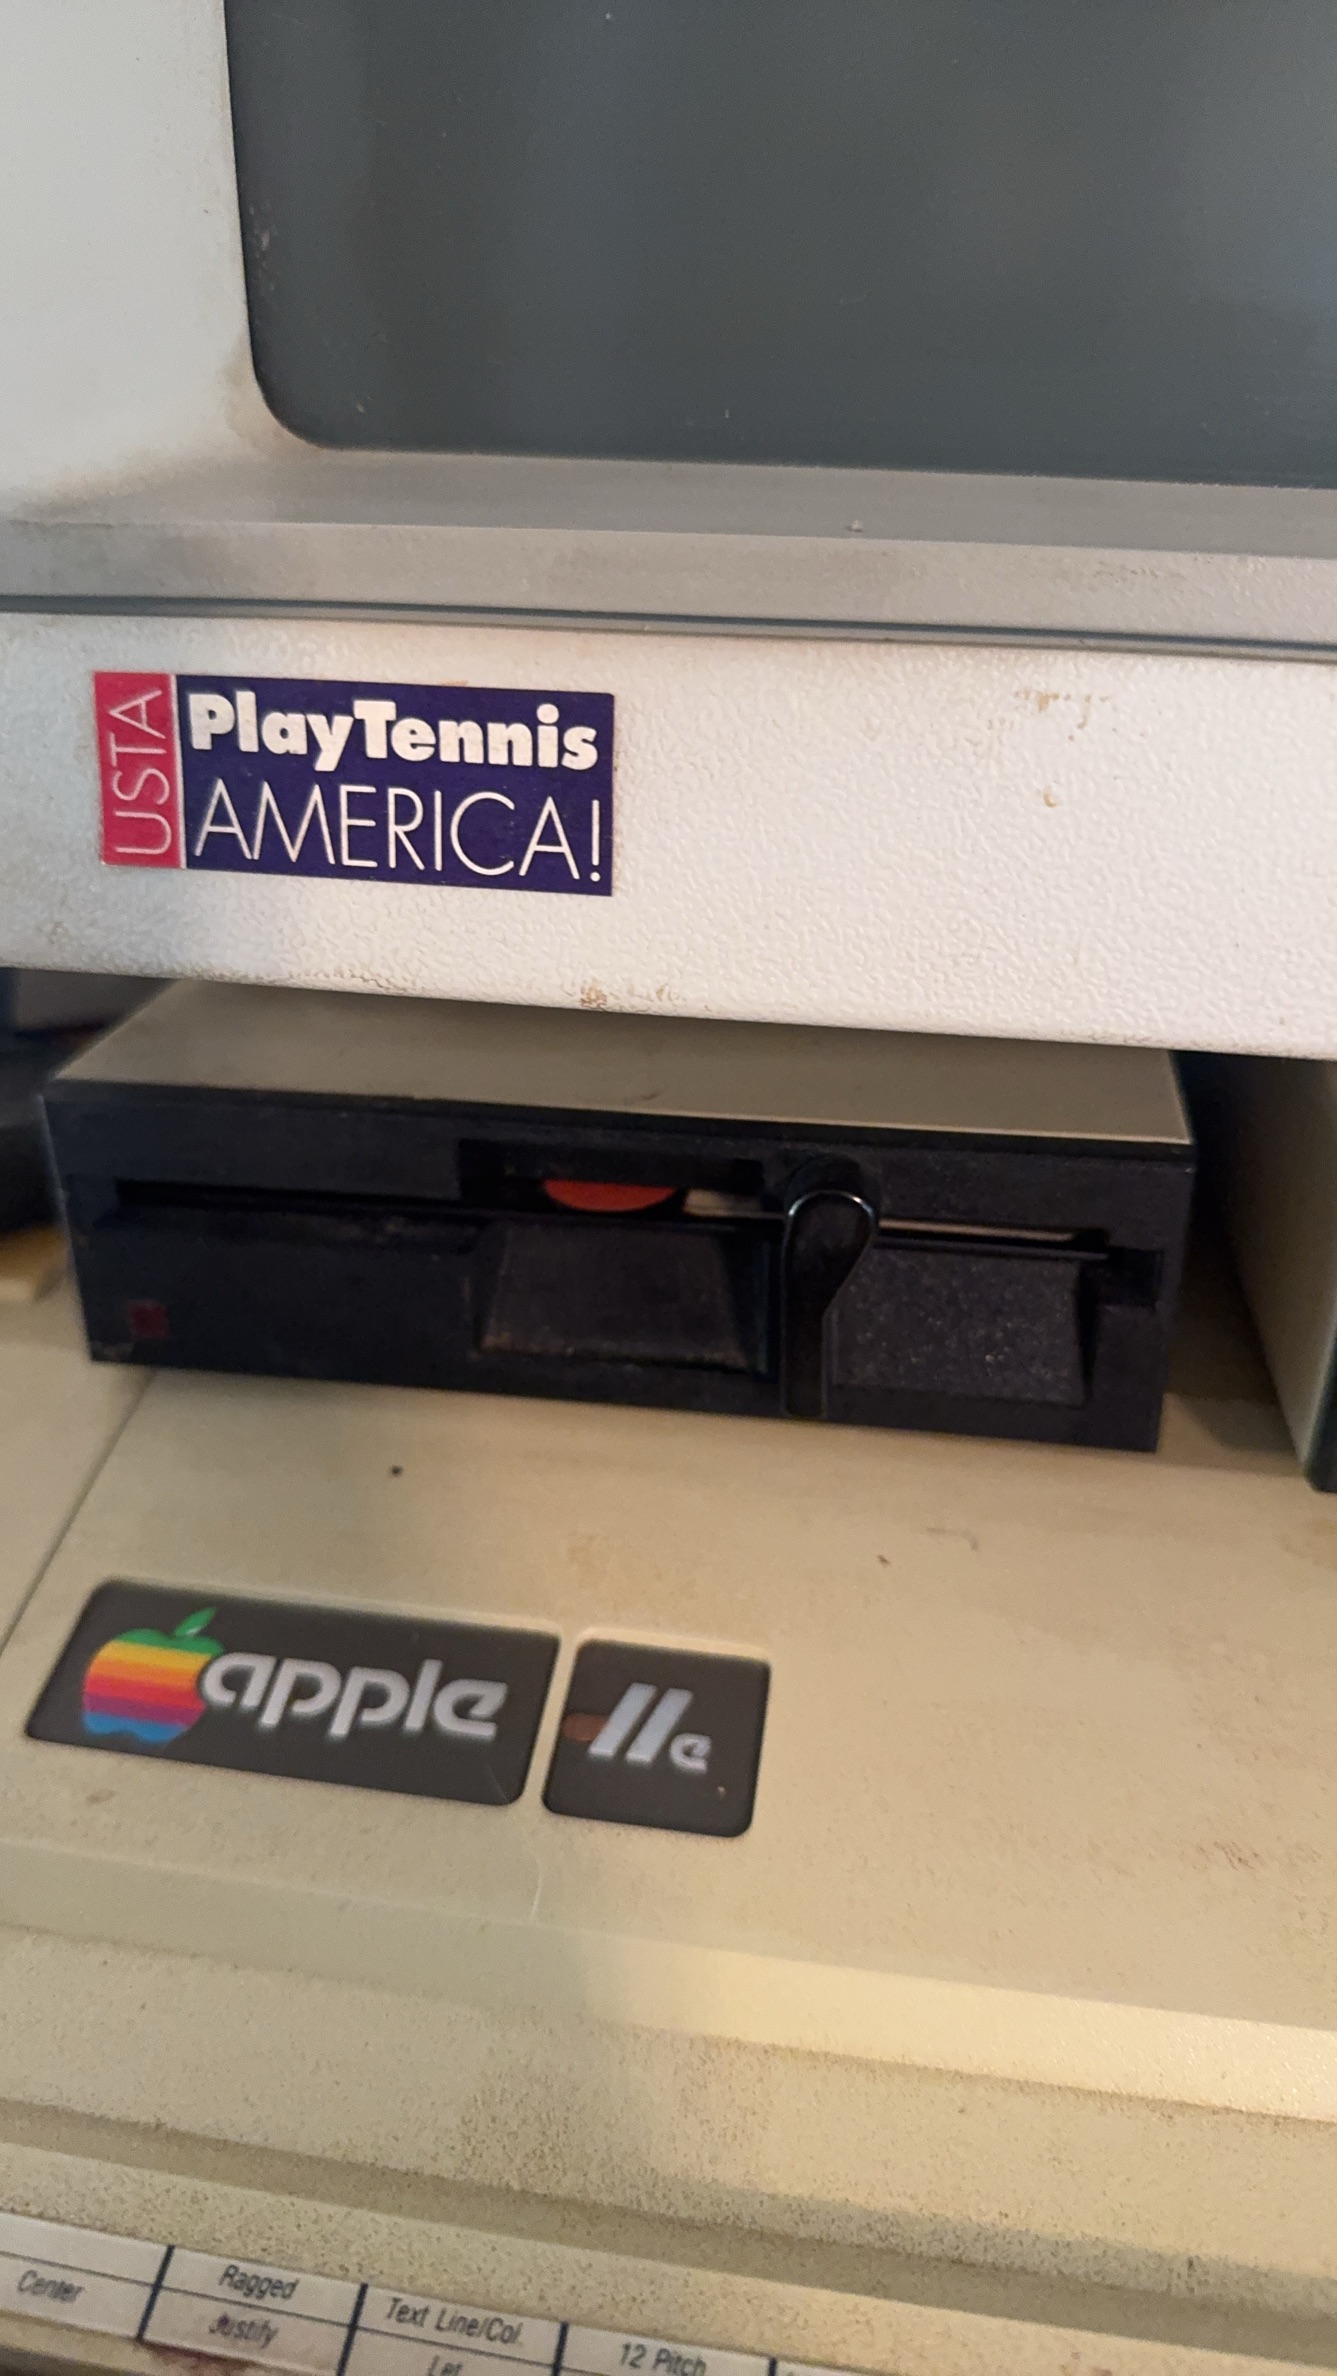 USTA
PlayTennis
AMERICA!
apple //e
Center
Ragged
Justify
Text Line/Col.
12 Pitch